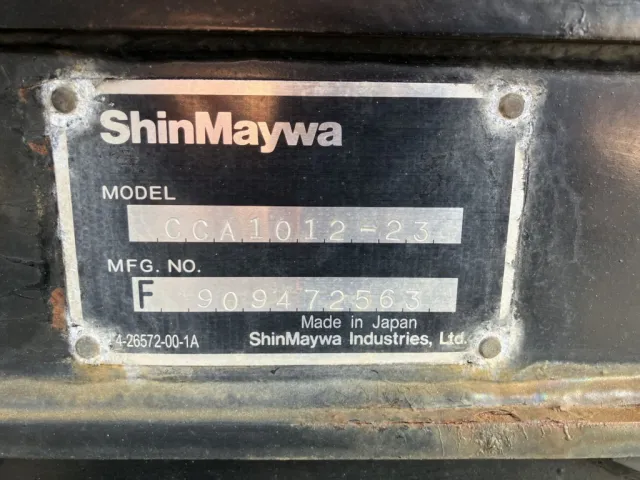 ShinMaywa
MODEL
CCA1012-23
MFG. NO.
F 909472563
Made in Japan
4-26572-00-1A
ShinMaywa Industries, Ltd.